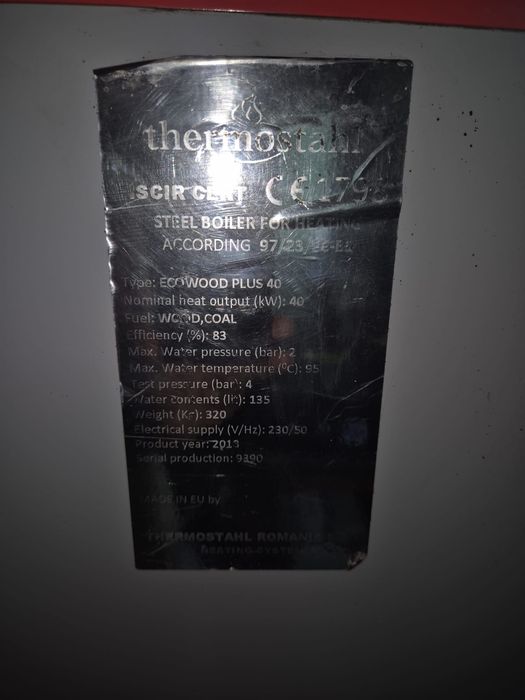 thermostahl
ISCIR CERT CE 1798
STEEL BOILER FOR HEATING
ACCORDING 97/23/
Type: ECOWOOD PLUS 40
Nominal heat output (kW): 40
Fuel: WOOD,COAL
Efficiency (%): 83
Max. Water pressure (bar): 2
Max. Water temperature (°C): 95
Test pressure (bar): 4
Water contents (lit): 135
Weight (Kg): 320
Electrical supply (V/Hz): 230/50
Product year: 2013
Serial production: 9390
MADE IN EU by
THERMOSTAHL ROMANIA
HEATING SYSTEMS